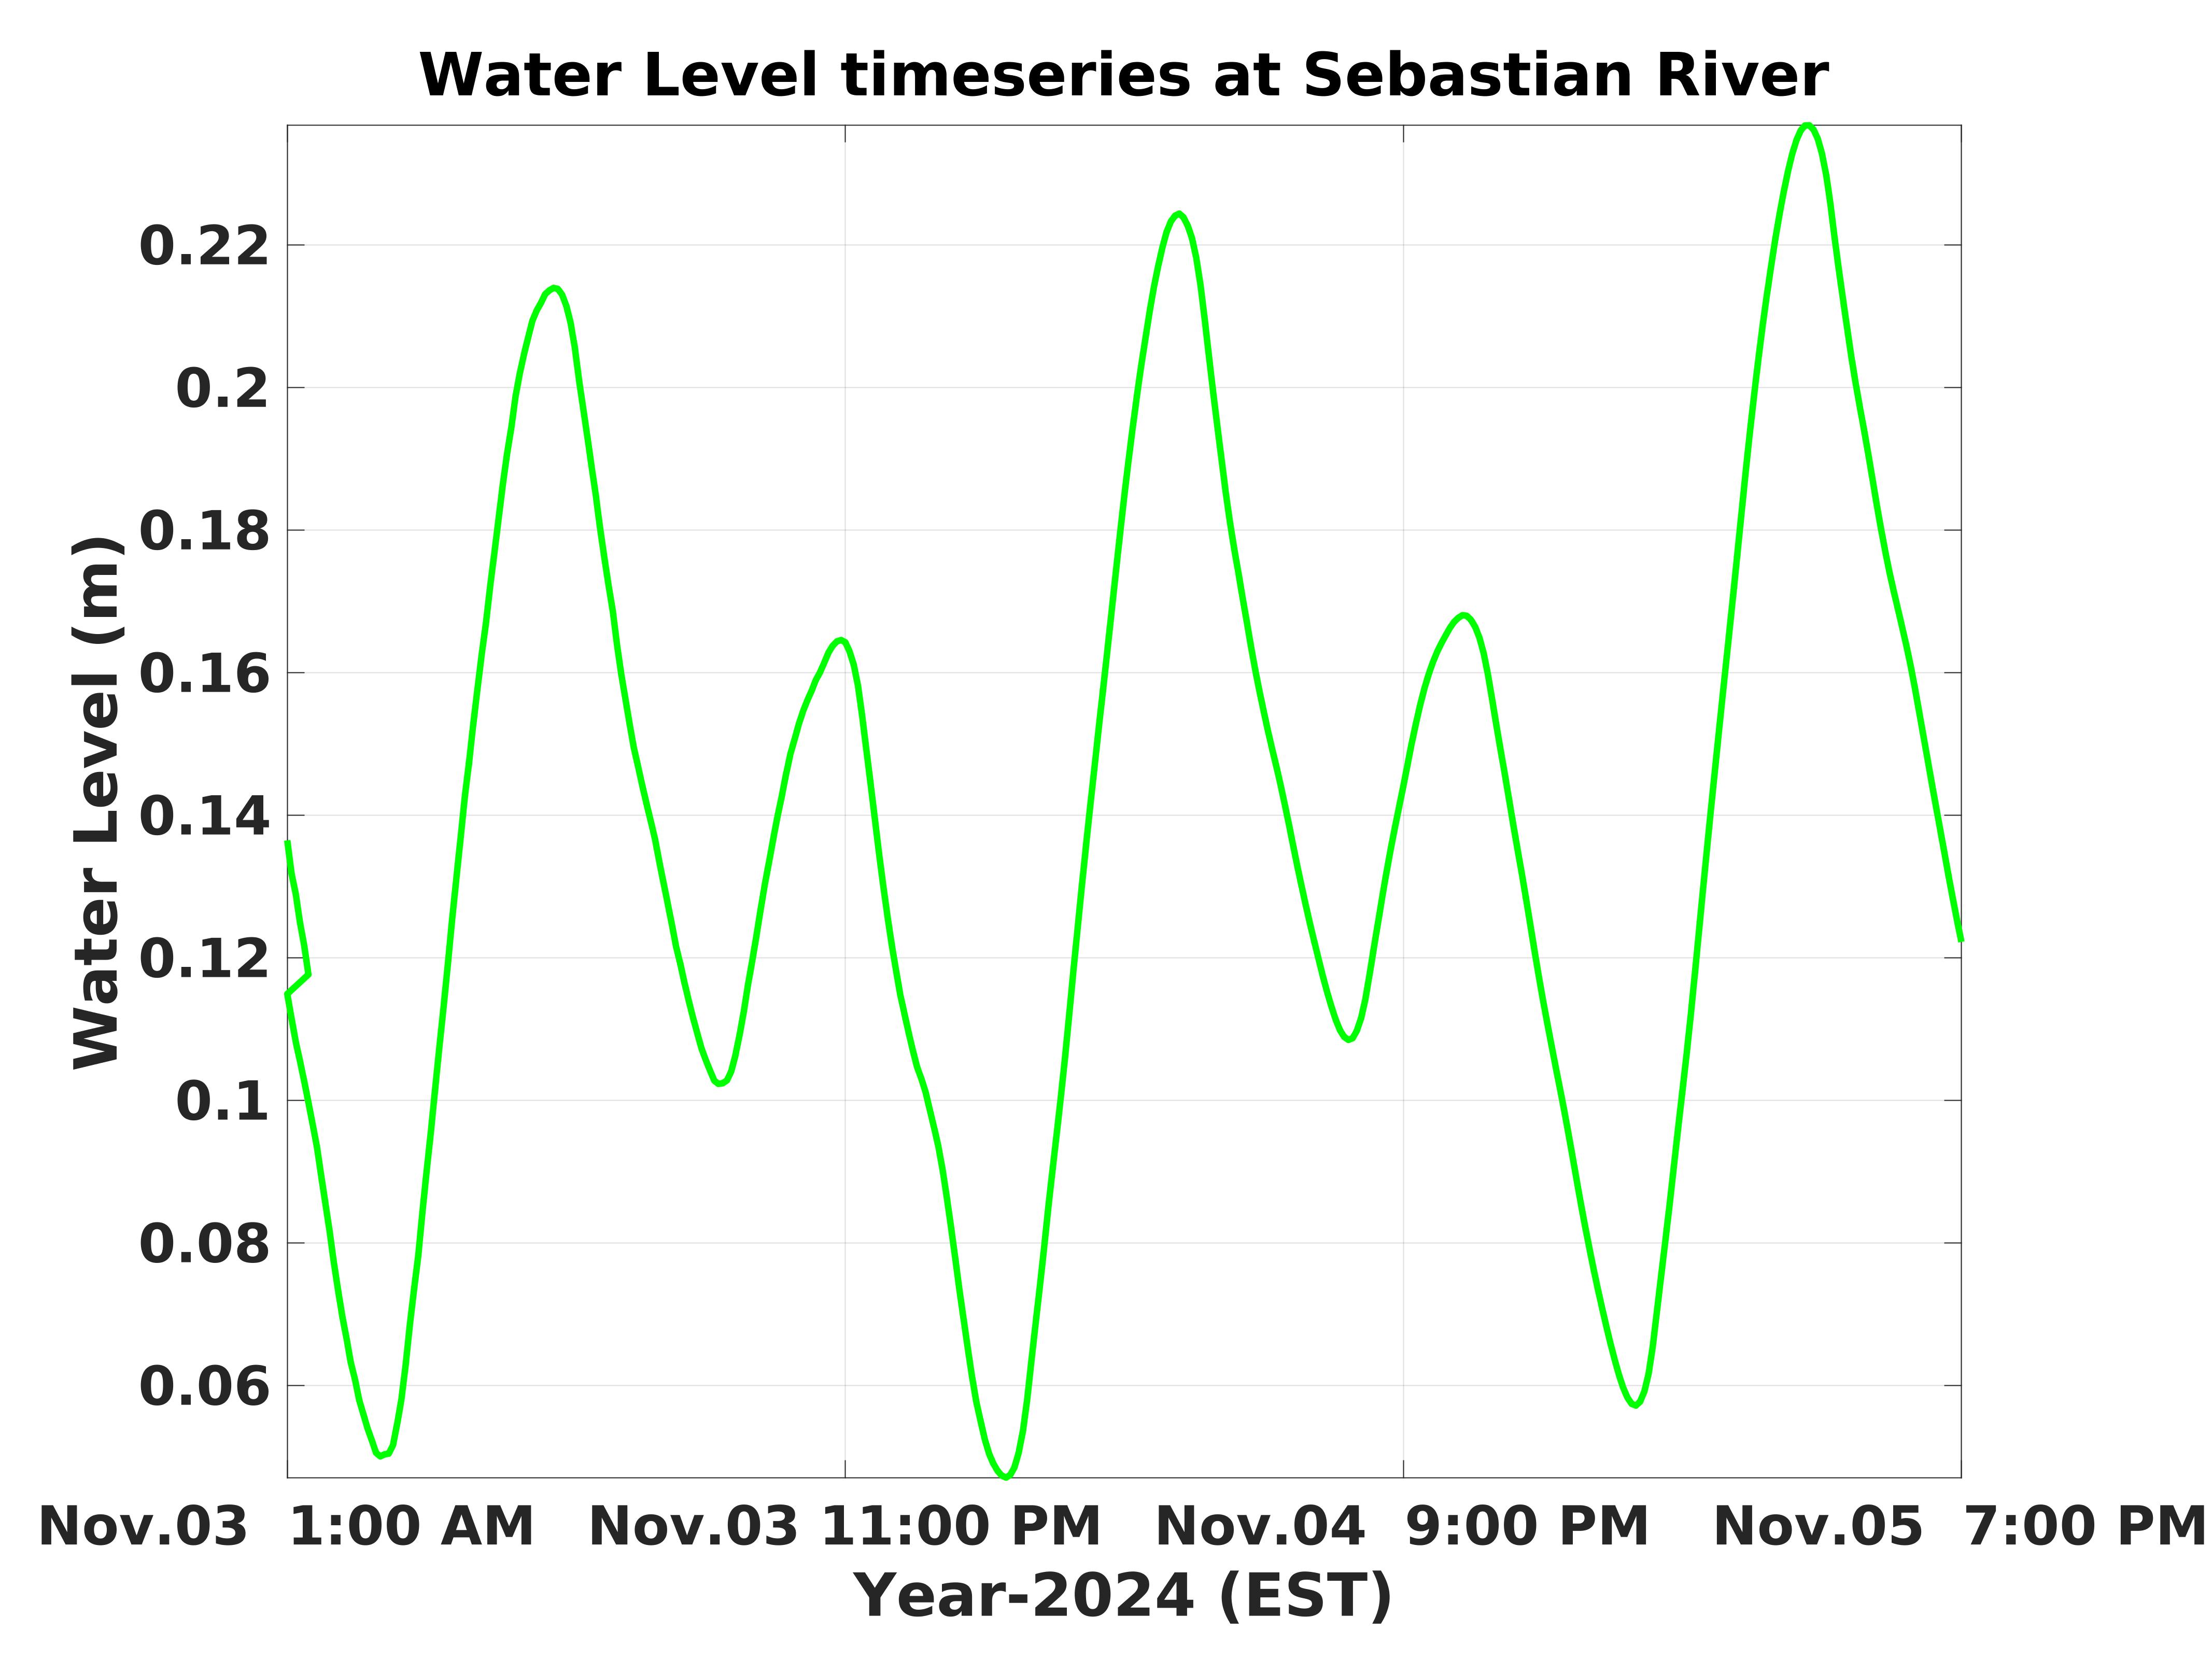 Water Level timeseries at Sebastian River
Water Level (m)
0.22
0.2
0.18
0.16
0.14
0.12
0.1
0.08
0.06
Nov.03 1:00 AM Nov.03 11:00 PM Nov.04 9:00 PM Nov.05 7:00 PM
Year-2024 (EST)